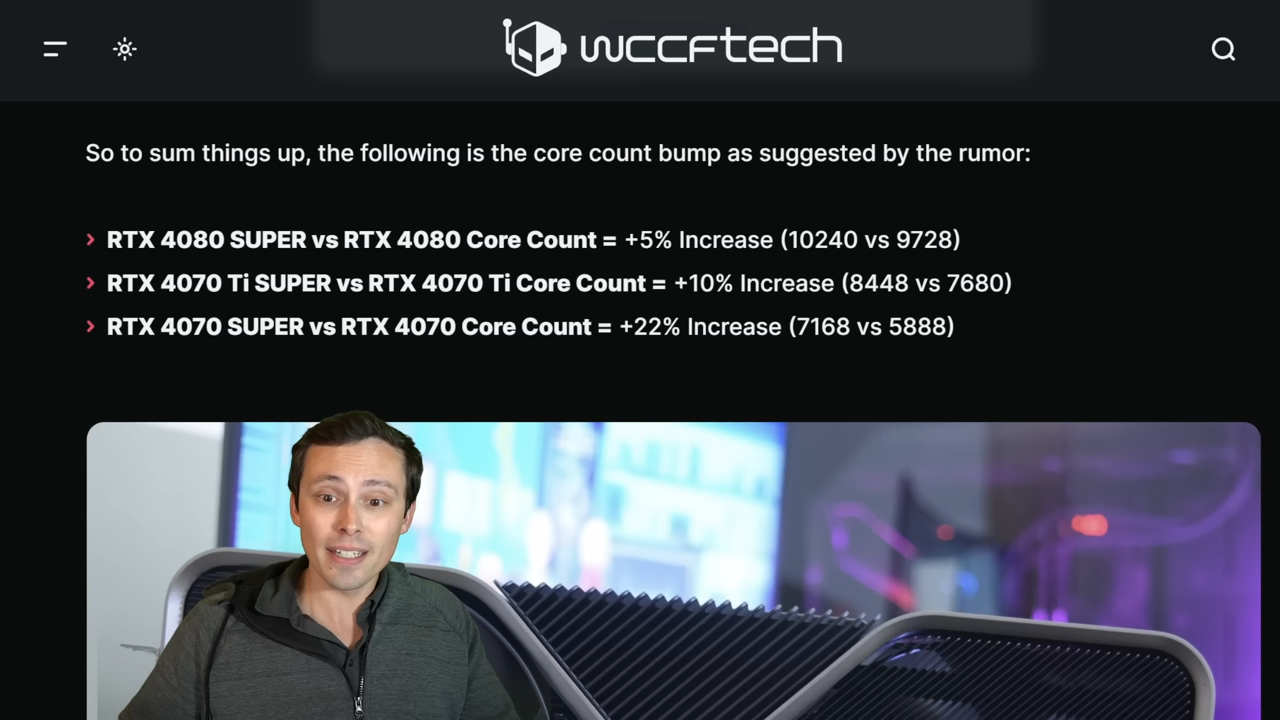 wccftech
So to sum things up, the following is the core count bump as suggested by the rumor:
RTX 4080 SUPER vs RTX 4080 Core Count = +5% Increase (10240 vs 9728)
RTX 4070 Ti SUPER vs RTX 4070 Ti Core Count = +10% Increase (8448 vs 7680)
RTX 4070 SUPER vs RTX 4070 Core Count = +22% Increase (7168 vs 5888)